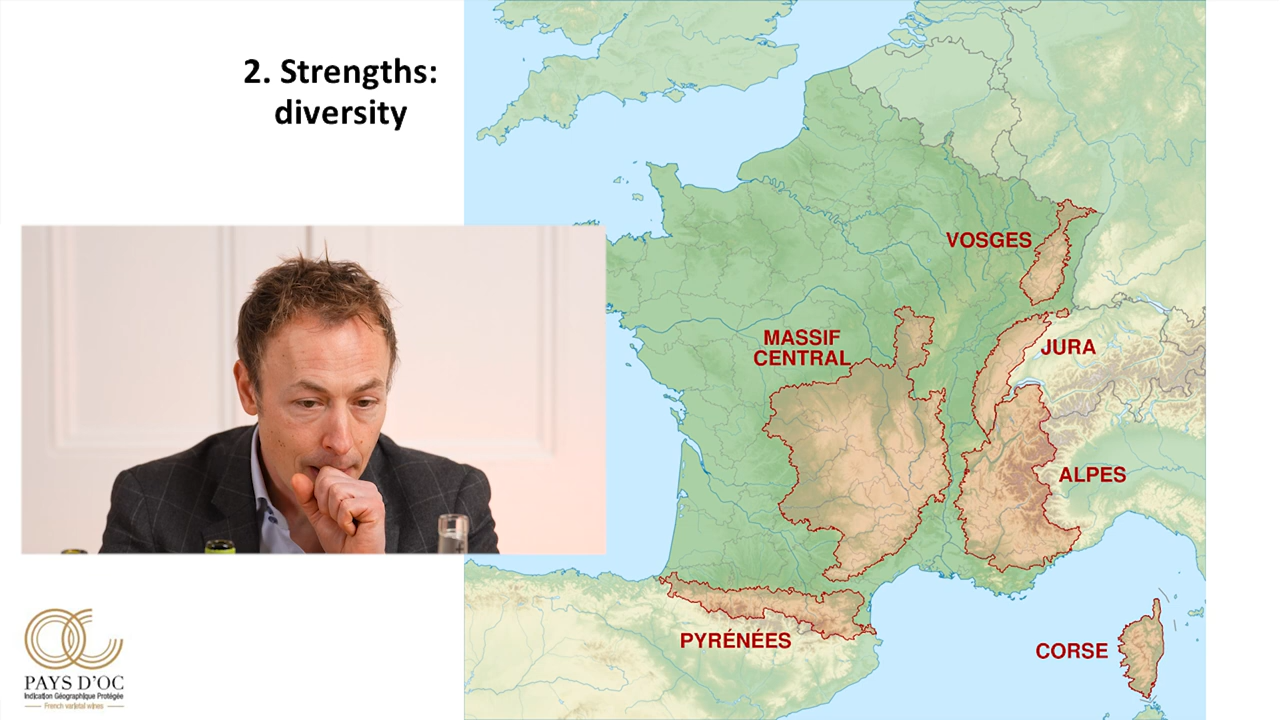 2. Strengths:
diversity
VOSGES
MASSIF
CENTRAL
JURA
ALPES
PYRÉNÉES
CORSE
PAYS D'OC
Indication Géographique Protégée
French varietal wines